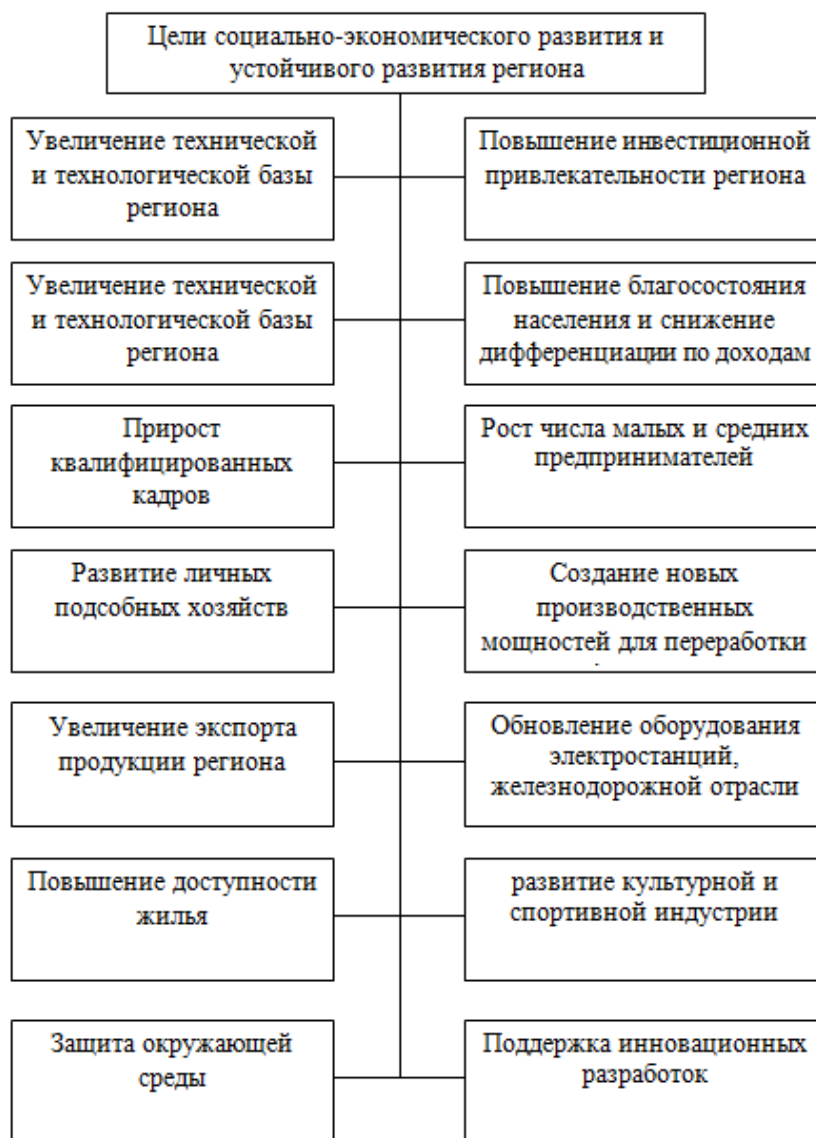 Цели социально-экономического развития и
устойчивого развития региона
Увеличение технической
и технологической базы
региона
Повышение инвестиционной
привлекательности региона
Увеличение технической
и технологической базы
региона
Повышение благосостояния
населения и снижение
дифференциации по доходам
Прирост
квалифицированных
кадров
Рост числа малых и средних
предпринимателей
Развитие личных
подсобных хозяйств
Создание новых
производственных
мощностей для переработки
Увеличение экспорта
продукции региона
Обновление оборудования
электростанций,
железнодорожной отрасли
Повышение доступности
жилья
развитие культурной и
спортивной индустрии
Защита окружающей
среды
Поддержка инновационных
разработок